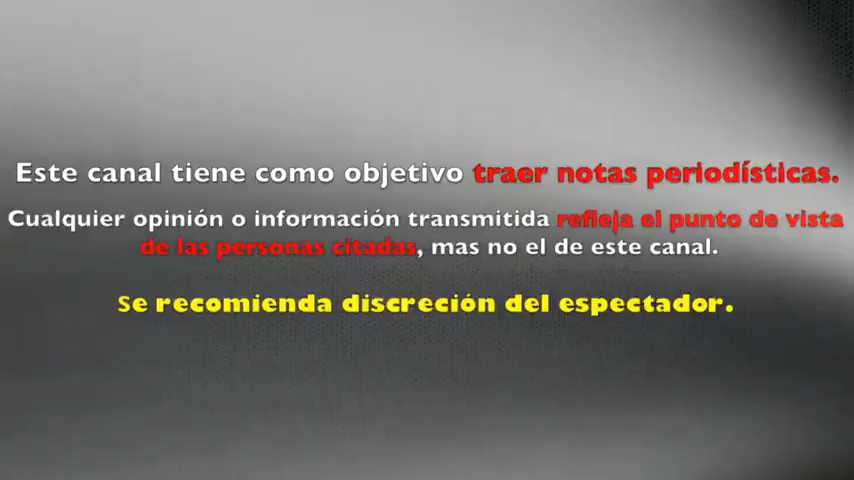 Este canal tiene como objetivo traer notas periodísticas.
Cualquier opinión o información transmitida refleja el punto de vista
de las personas citadas, mas no el de este canal.
Se recomienda discreción del espectador.